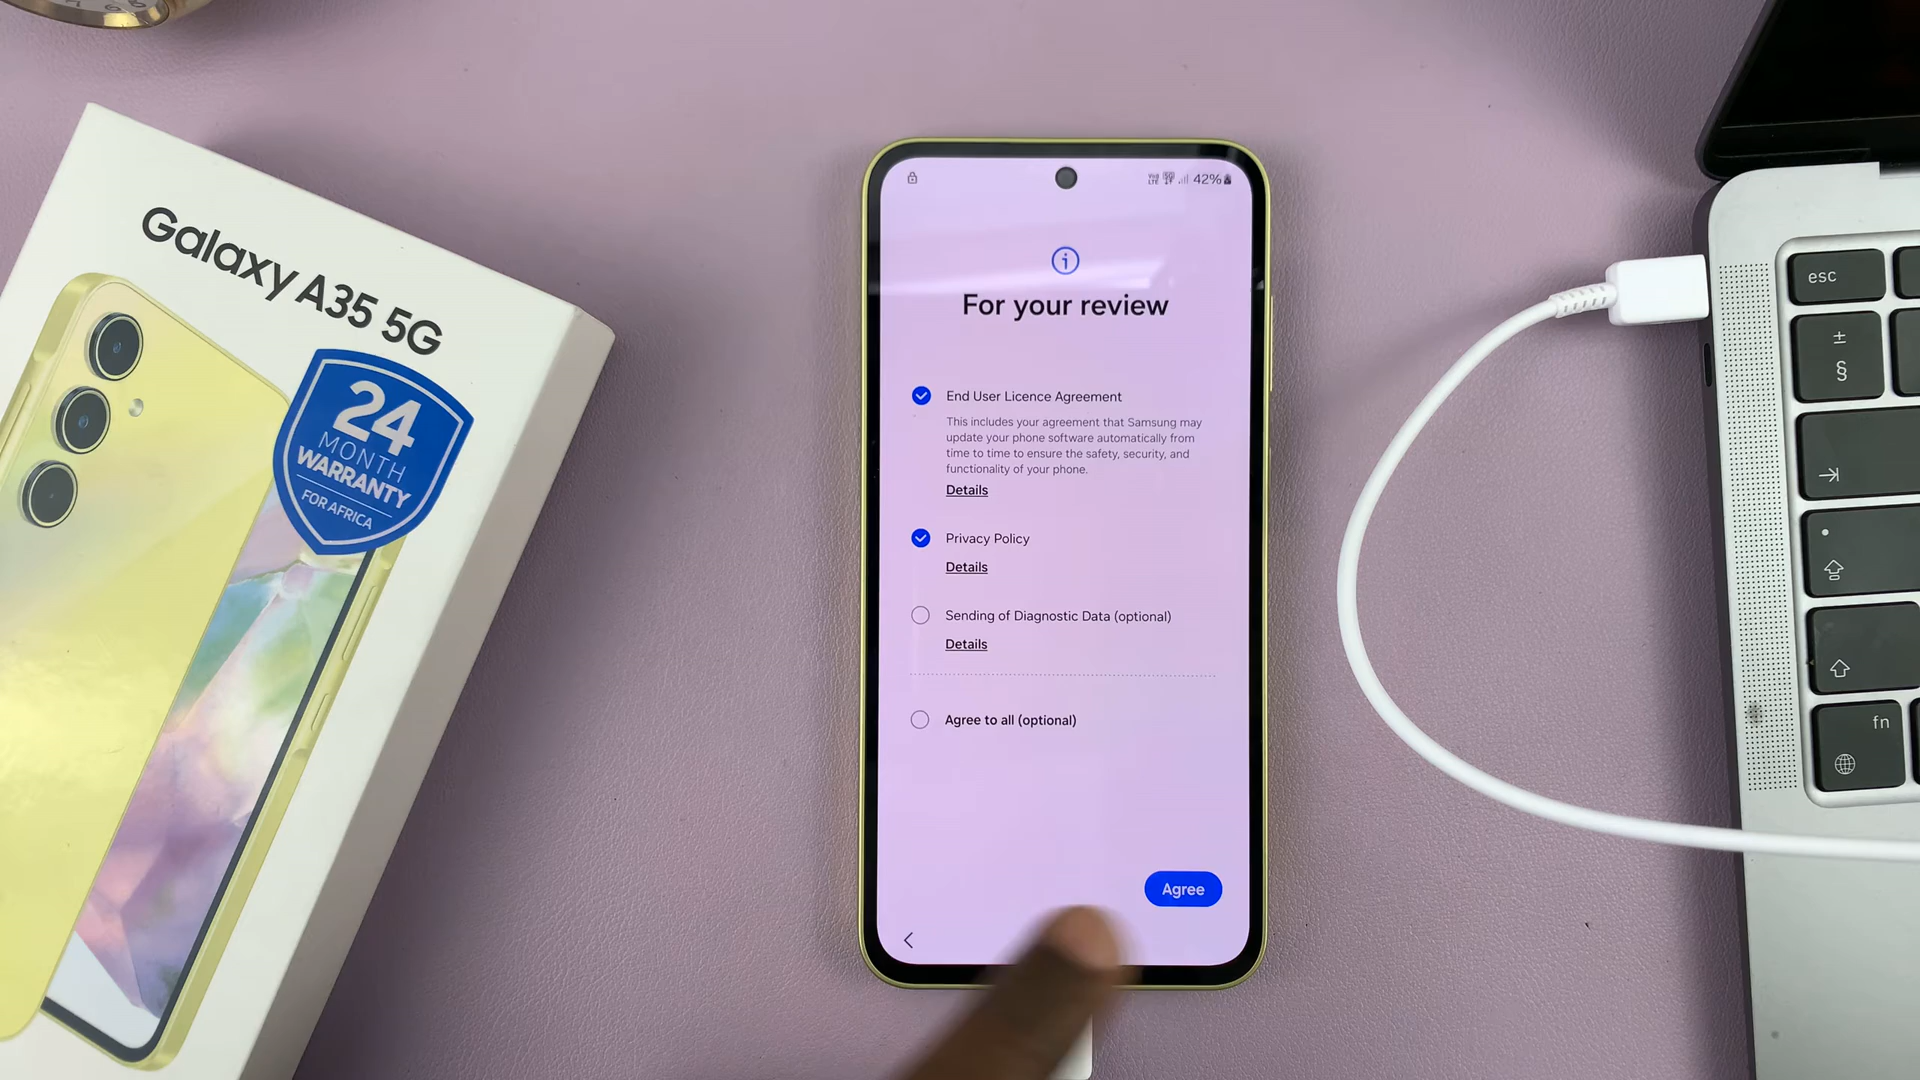 Galaxy A35 5G
24
MONTH
WARRANTY
FOR AFRICA
42%
For your review
End User Licence Agreement
This includes your agreement that Samsung may
update your phone software automatically from
time to time to ensure the safety, security, and
functionality of your phone.
Details
Privacy Policy
Details
Sending of Diagnostic Data (optional)
Details
Agree to all (optional)
Agree
esc
±
§
fn